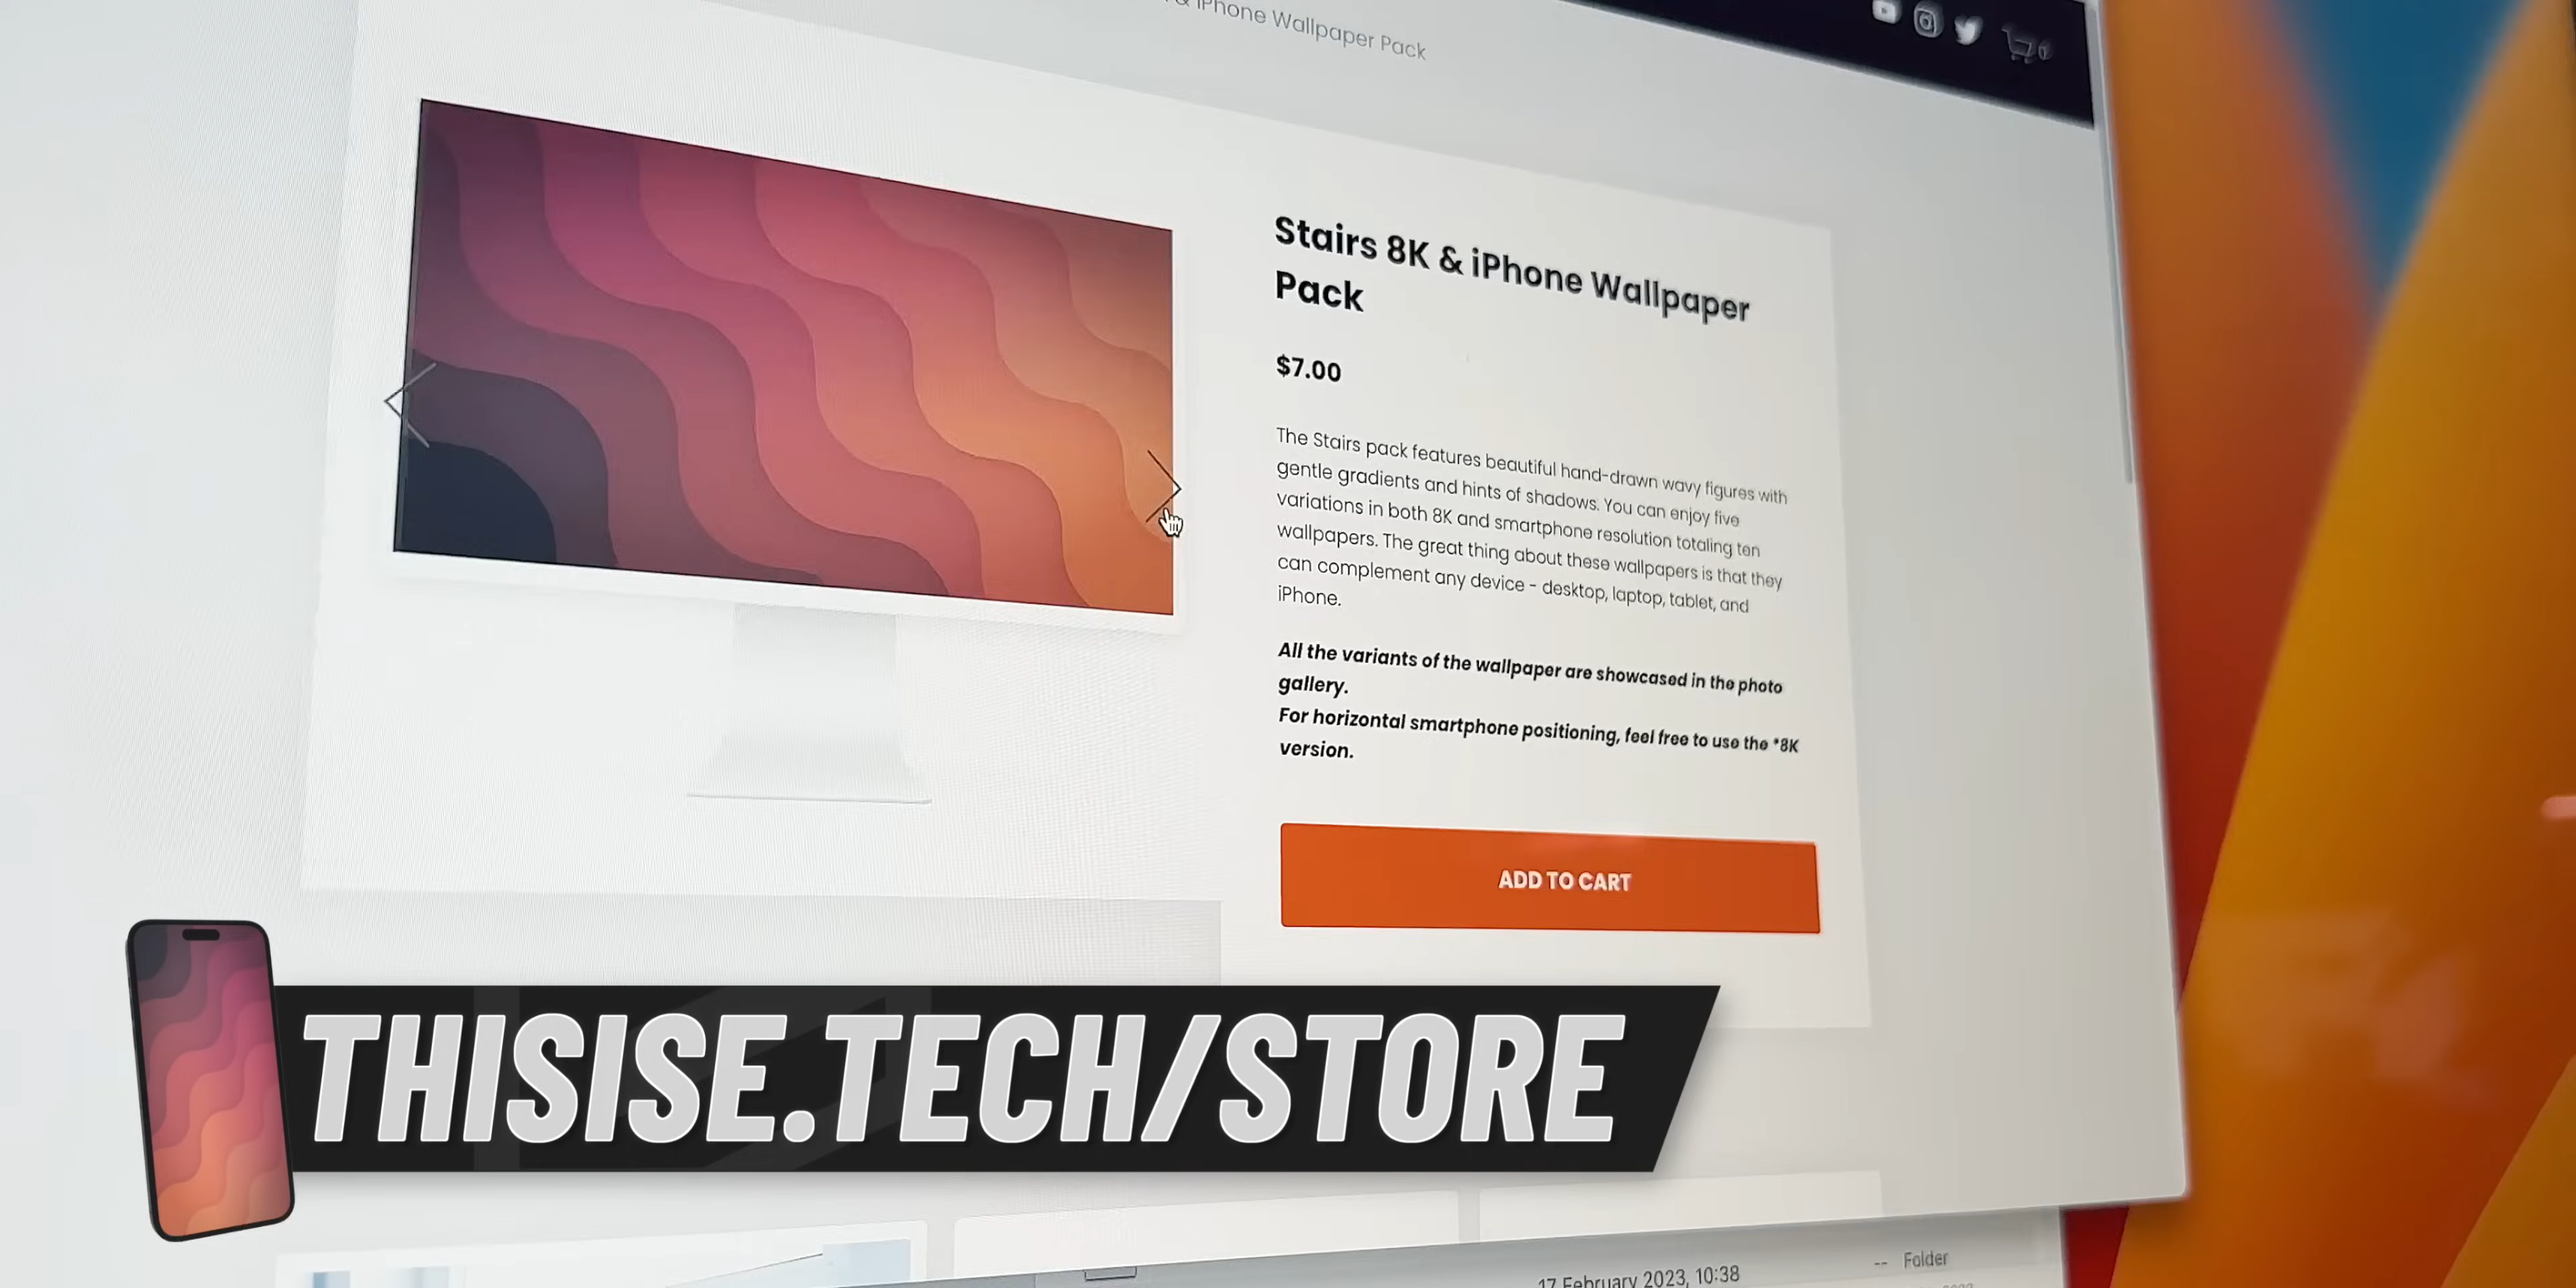 & iPhone Wallpaper Pack
Stairs 8K & iPhone Wallpaper
Pack
$7.00
The Stairs pack features beautiful hand-drawn wavy figures with
gentle gradients and hints of shadows. You can enjoy five
variations in both 8K and smartphone resolution totaling ten
wallpapers. The great thing about these wallpapers is that they
can complement any device - desktop, laptop, tablet, and
iPhone.
All the variants of the wallpaper are showcased in the photo
gallery.
For horizontal smartphone positioning, feel free to use the *8K
version.
ADD TO CART
THISISE.TECH/STORE
17 February 2023, 10:38 -- Folder